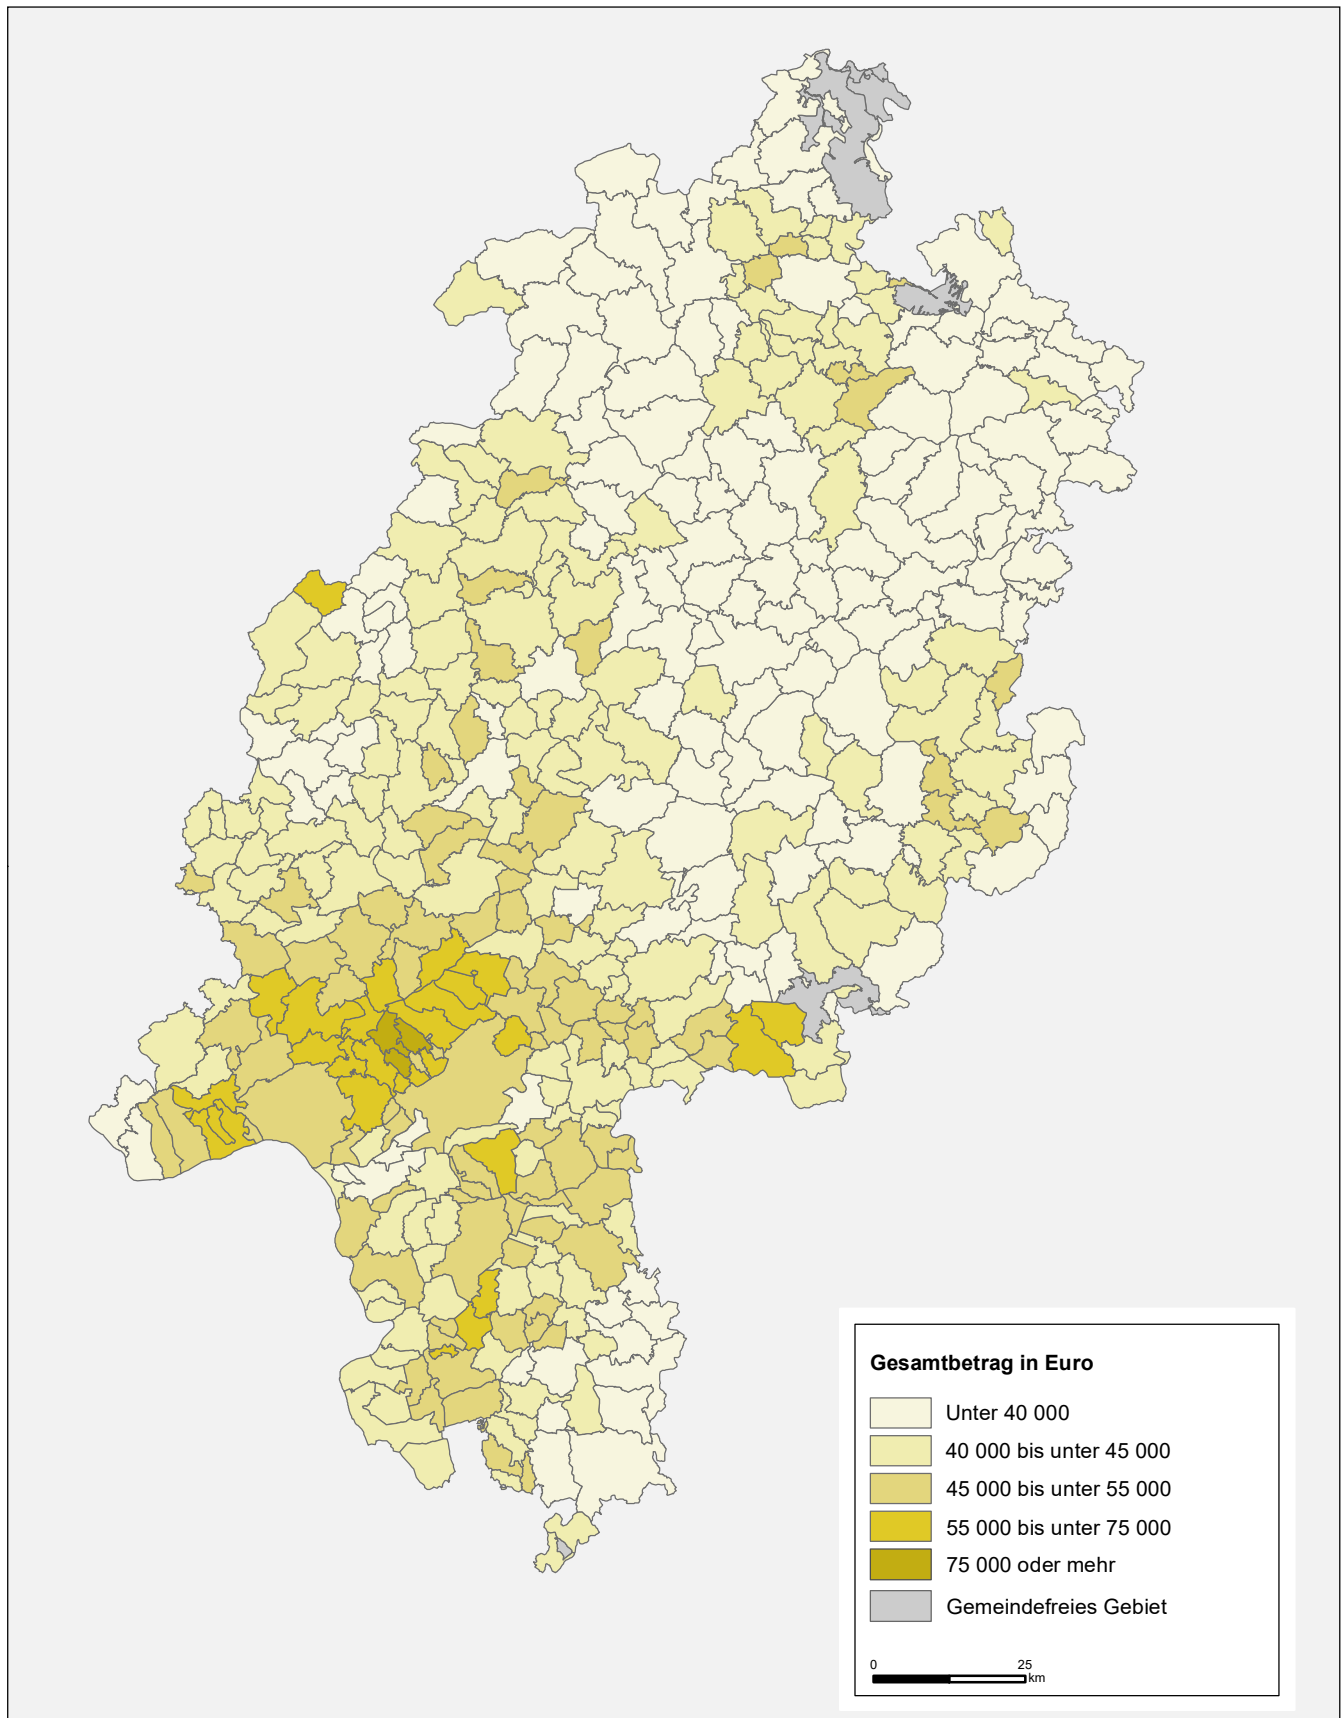 Gesamtbetrag in Euro
Unter 40 000
40 000 bis unter 45 000
45 000 bis unter 55 000
55 000 bis unter 75 000
75 000 oder mehr
Gemeindefreies Gebiet
0 25
km